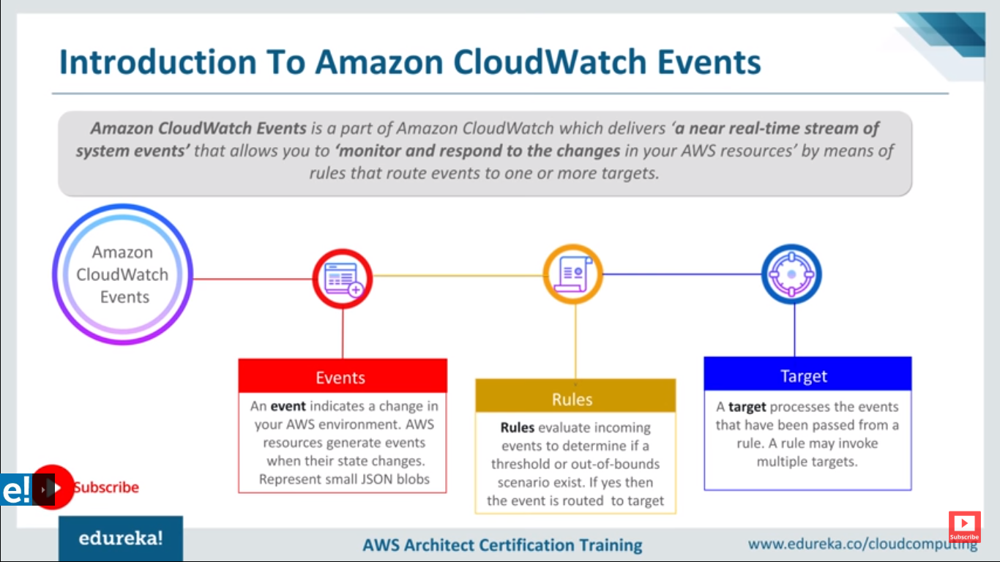 Introduction To Amazon CloudWatch Events
Amazon CloudWatch Events is a part of Amazon CloudWatch which delivers ‘a near real-time stream of
system events’ that allows you to ‘monitor and respond to the changes in your AWS resources’ by means of
rules that route events to one or more targets.
Amazon
CloudWatch
Events
Events
An event indicates a change in
your AWS environment. AWS
resources generate events
when their state changes.
Represent small JSON blobs
Rules
Rules evaluate incoming
events to determine if a
threshold or out-of-bounds
scenario exist. If yes then
the event is routed to target
Target
A target processes the events
that have been passed from a
rule. A rule may invoke
multiple targets.
e!
Subscribe
edureka!
AWS Architect Certification Training
www.edureka.co/cloudcomputing
Subscribe